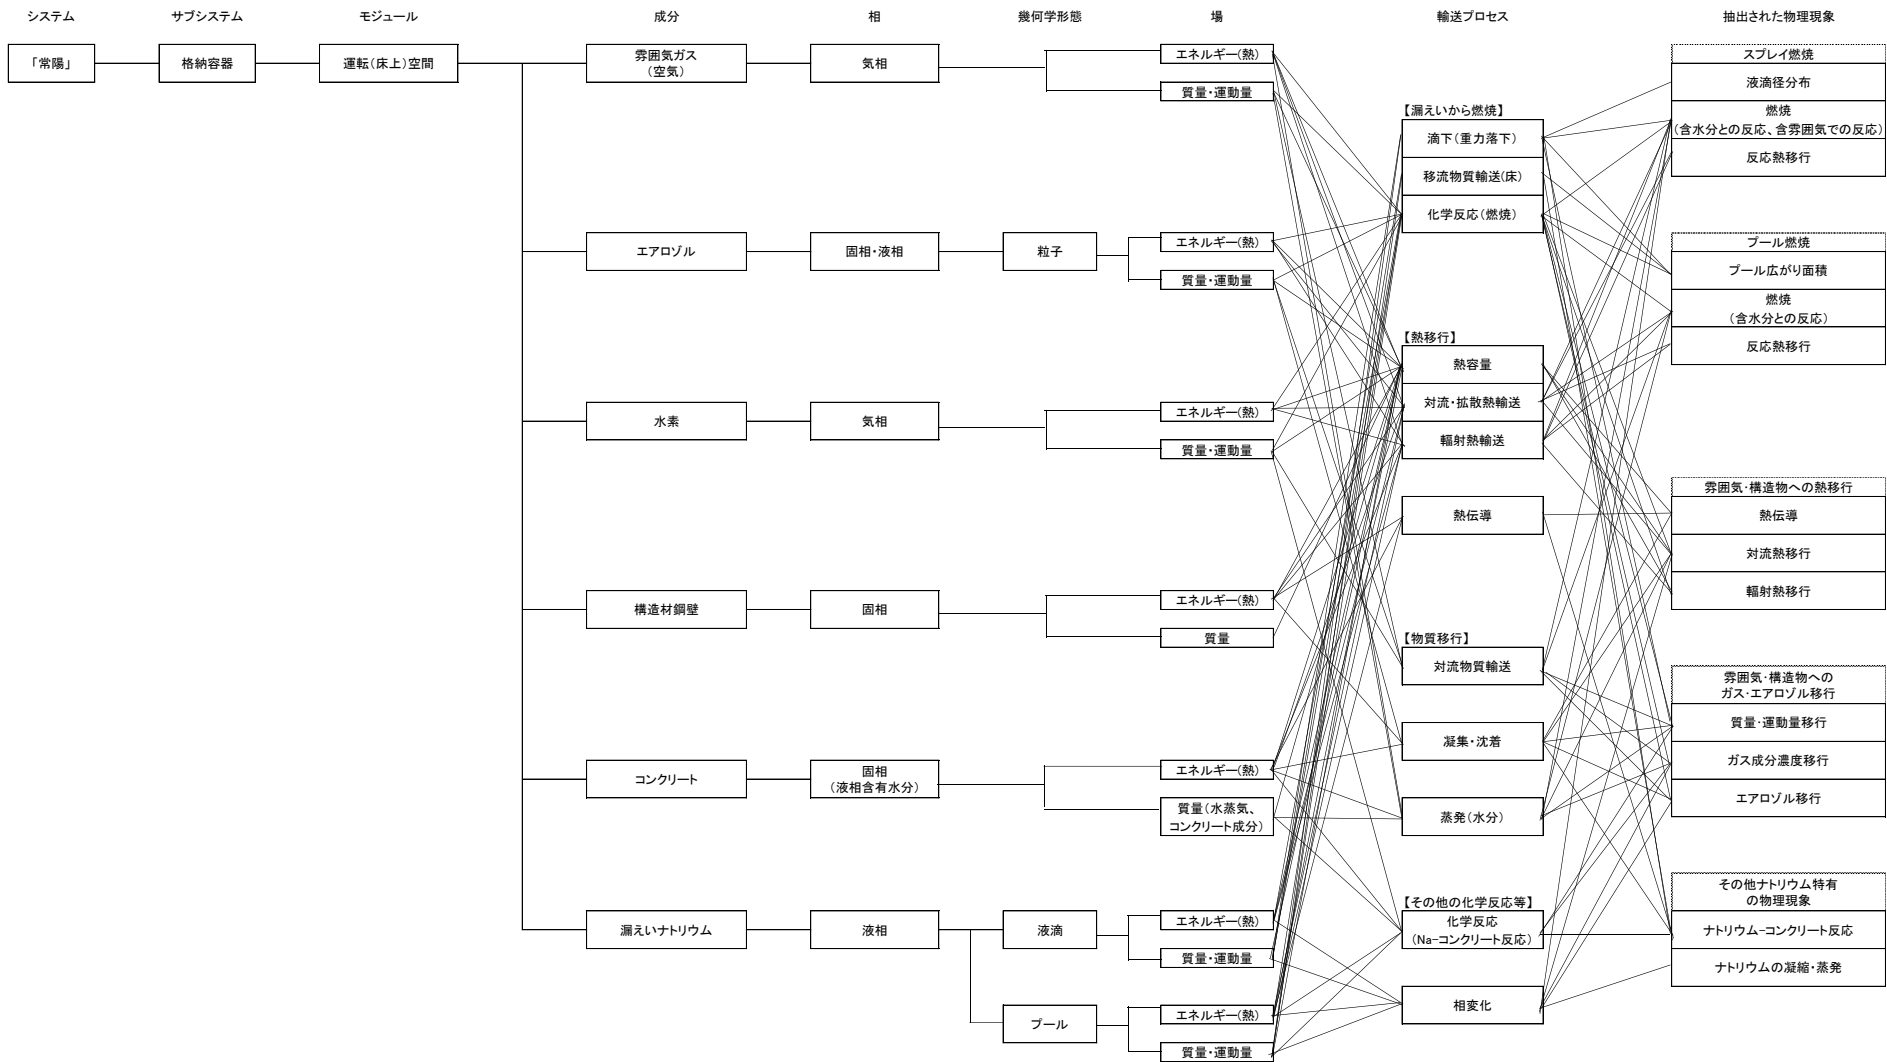 システム
サブシステム
モジュール
成分
相
幾何学形態
場
輸送プロセス
抽出された物理現象
「常陽」
格納容器
運転(床上)空間
雰囲気ガス
(空気)
気相
エネルギー(熱)
質量・運動量
エアロゾル
固相・液相
粒子
エネルギー(熱)
質量・運動量
水素
気相
エネルギー(熱)
質量・運動量
構造材鋼壁
固相
エネルギー(熱)
質量
コンクリート
固相
(液相含有水分)
エネルギー(熱)
質量(水蒸気、
コンクリート成分)
漏えいナトリウム
液相
液滴
エネルギー(熱)
質量・運動量
プール
エネルギー(熱)
質量・運動量
【漏えいから燃焼】
滴下(重力落下)
移流物質輸送(床)
化学反応(燃焼)
【熱移行】
熱容量
対流・拡散熱輸送
輻射熱輸送
熱伝導
【物質移行】
対流物質輸送
凝集・沈着
蒸発(水分)
【その他の化学反応等】
化学反応
(Na-コンクリート反応)
相変化
スプレイ燃焼
液滴径分布
燃焼
(含水分との反応、含雰囲気での反応)
反応熱移行
プール燃焼
プール広がり面積
燃焼
(含水分との反応)
反応熱移行
雰囲気・構造物への熱移行
熱伝導
対流熱移行
輻射熱移行
雰囲気・構造物への
ガス・エアロゾル移行
質量・運動量移行
ガス成分濃度移行
エアロゾル移行
その他ナトリウム特有
の物理現象
ナトリウム-コンクリート反応
ナトリウムの凝縮・蒸発